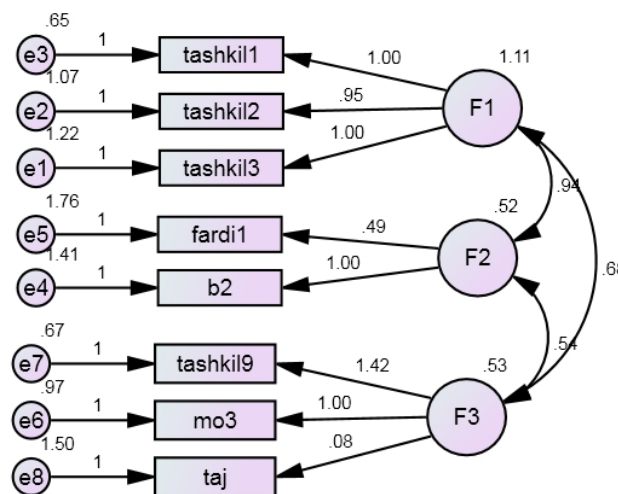 .65
e3 1 tashkil1 1.00 1.11
1.07
e2 1 tashkil2 .95 F1
1.22
e1 1 tashkil3 1.00
1.76
e5 1 fardi1 .49 .52 .94
1.41
e4 1 b2 1.00 F2
.68
.67
e7 1 tashkil9 1.42 .53 .54
.97
e6 1 mo3 1.00 F3
1.50
e8 1 taj .08